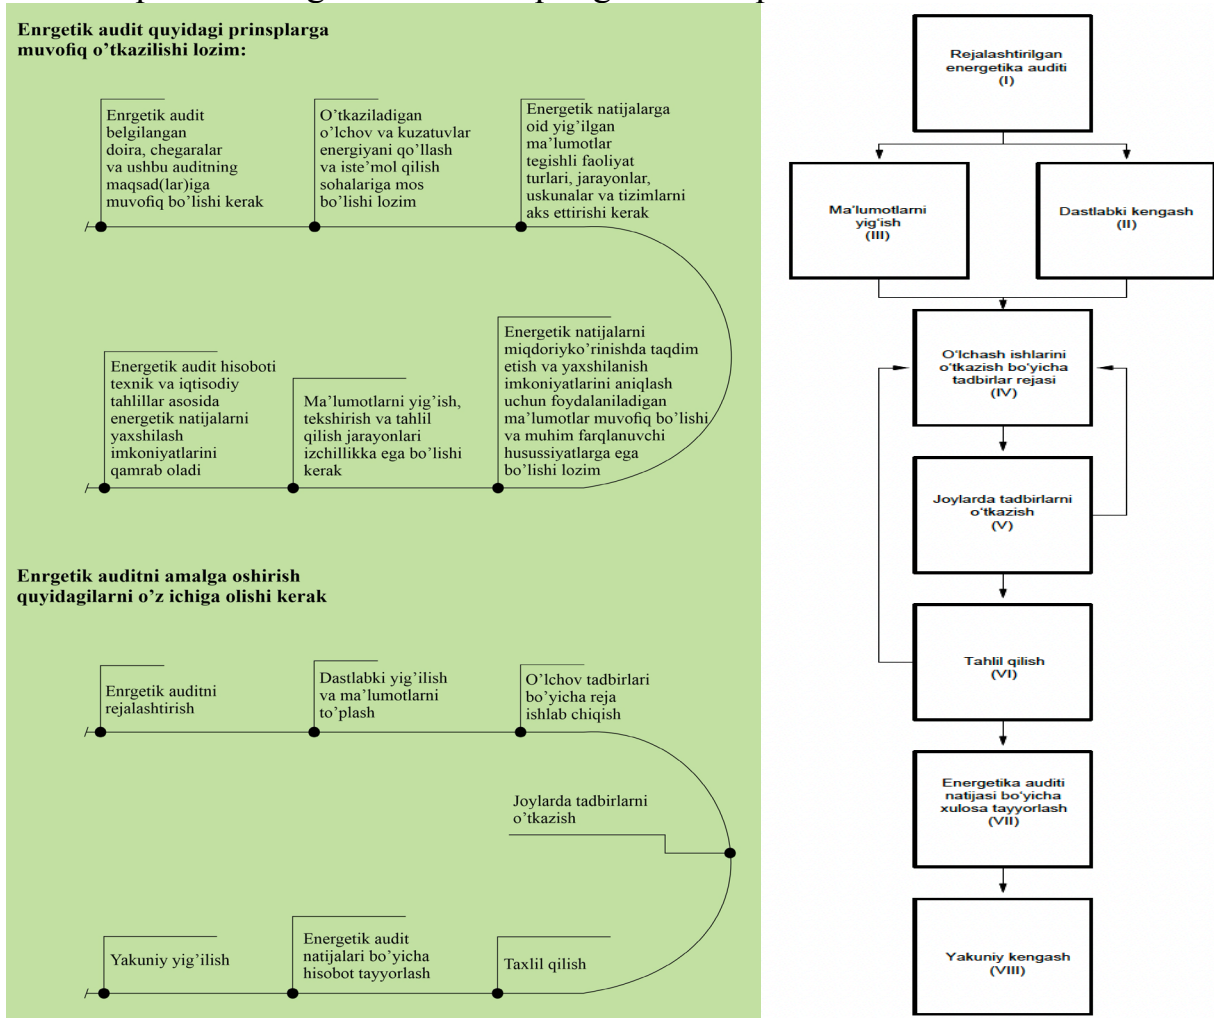 Enrgetik audit quyidagi prinsplarga
muvofiq o’tkazilishi lozim:
Enrgetik audit
belgilangan
doira, chegaralar
va ushbu auditning
maqsad(lar)iga
muvofiq bo’lishi kerak
O’tkaziladigan
o’lchov va kuzatuvlar
energiyani qo’llash
va iste’mol qilish
sohalariga mos
bo’lishi lozim
Energetik natijalarga
oid yig’ilgan
ma’lumotlar
tegishli faoliyat
turlari, jarayonlar,
uskunalar va tizimlarni
aks ettirishi kerak
Energetik audit hisoboti
texnik va iqtisodiy
tahlillar asosida
energetik natijalarni
yaxshilash
imkoniyatlarini
qamrab oladi
Ma’lumotlarni yig’ish,
tekshirish va tahlil
qilish jarayonlari
izchillikka ega bo’lishi
kerak
Energetik natijalarni
miqdoriyko’rinishda taqdim
etish va yaxshilanish
imkoniyatlarini aniqlash
uchun foydalaniladigan
ma’lumotlar muvofiq bo’lishi
va muhim farqlanuvchi
husussiyatlarga ega
bo’lishi lozim
Enrgetik auditni amalga oshirish
quyidagilarni o’z ichiga olishi kerak
Enrgetik auditni
rejalashtirish
Dastlabki yig’ilish
va ma’lumotlarni
to’plash
O’lchov tadbirlari
bo’yicha reja
ishlab chiqish
Joylarda tadbirlarni
o’tkazish
Yakuniy yig’ilish
Energetik audit
natijalari bo’yicha
hisobot tayyorlash
Taxlil qilish
Rejalashtirilgan
energetika auditi
(I)
Ma‘lumotlarni
yig‘ish
(III)
Dastlabki kengash
(II)
O‘lchash ishlarini
o‘tkazish bo‘yicha
tadbirlar rejasi
(IV)
Joylarda tadbirlarni
o‘tkazish
(V)
Tahlil qilish
(VI)
Energetika auditi
natijasi bo‘yicha
xulosa tayyorlash
(VII)
Yakuniy kengash
(VIII)